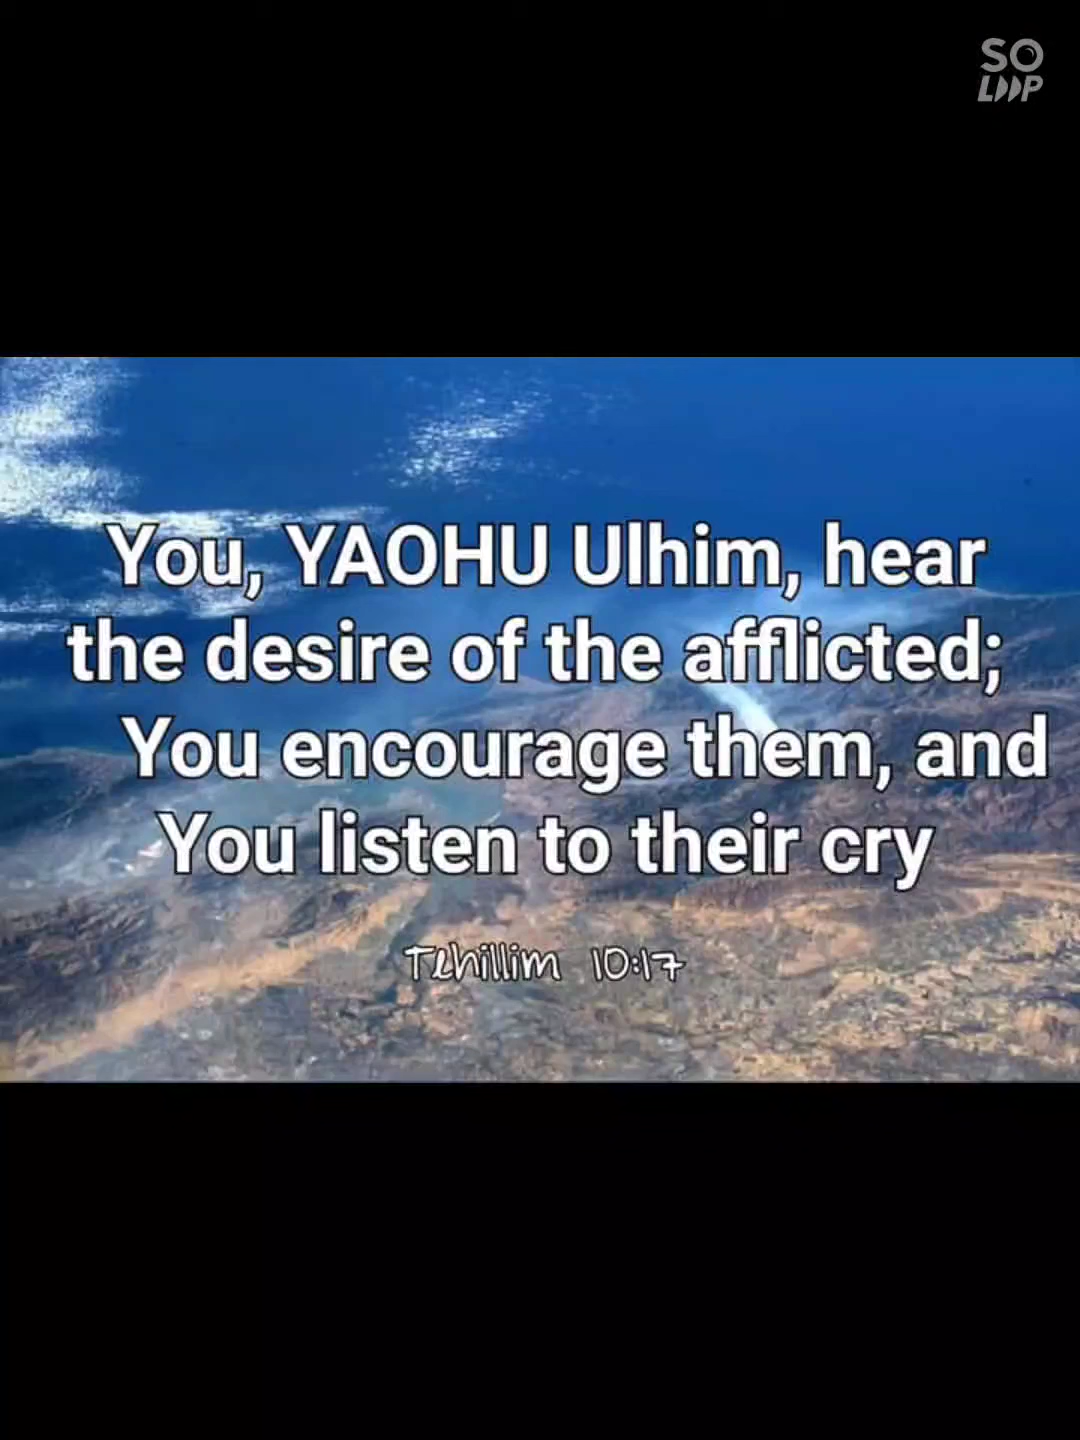 SO
LOOP
You, YAOHU Ulhim, hear
the desire of the afflicted;
You encourage them, and
You listen to their cry
Tehillim 10:17